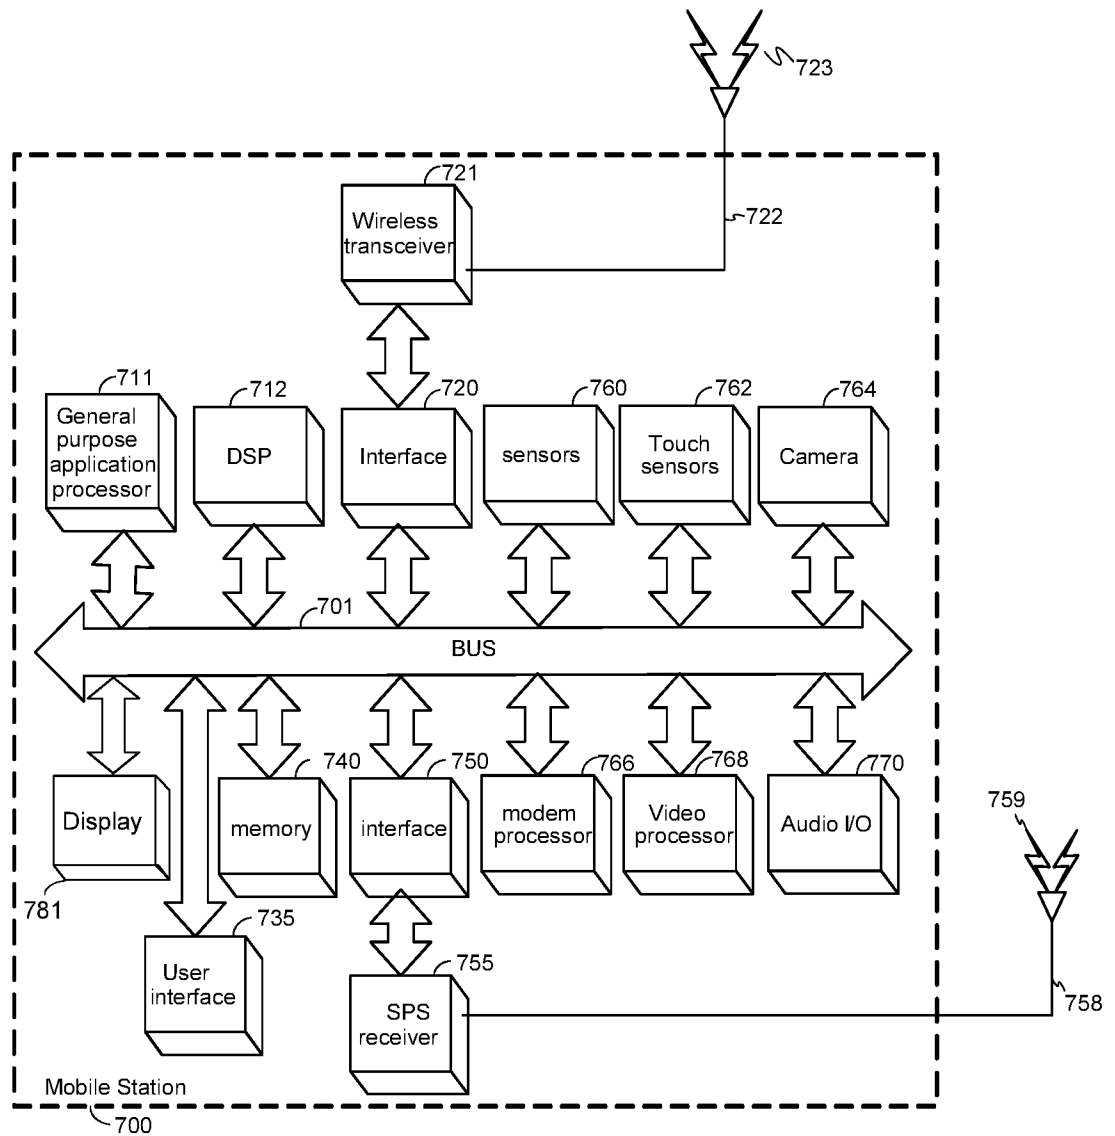 723
721
Wireless
transceiver
722
711
712
720
760
762
764
General
purpose
application
processor
DSP
Interface
sensors
Touch
sensors
Camera
701
BUS
740
750
766
768
770
Display
memory
interface
modem
processor
Video
processor
Audio I/O
759
781
735
User
interface
755
SPS
receiver
758
Mobile Station
700